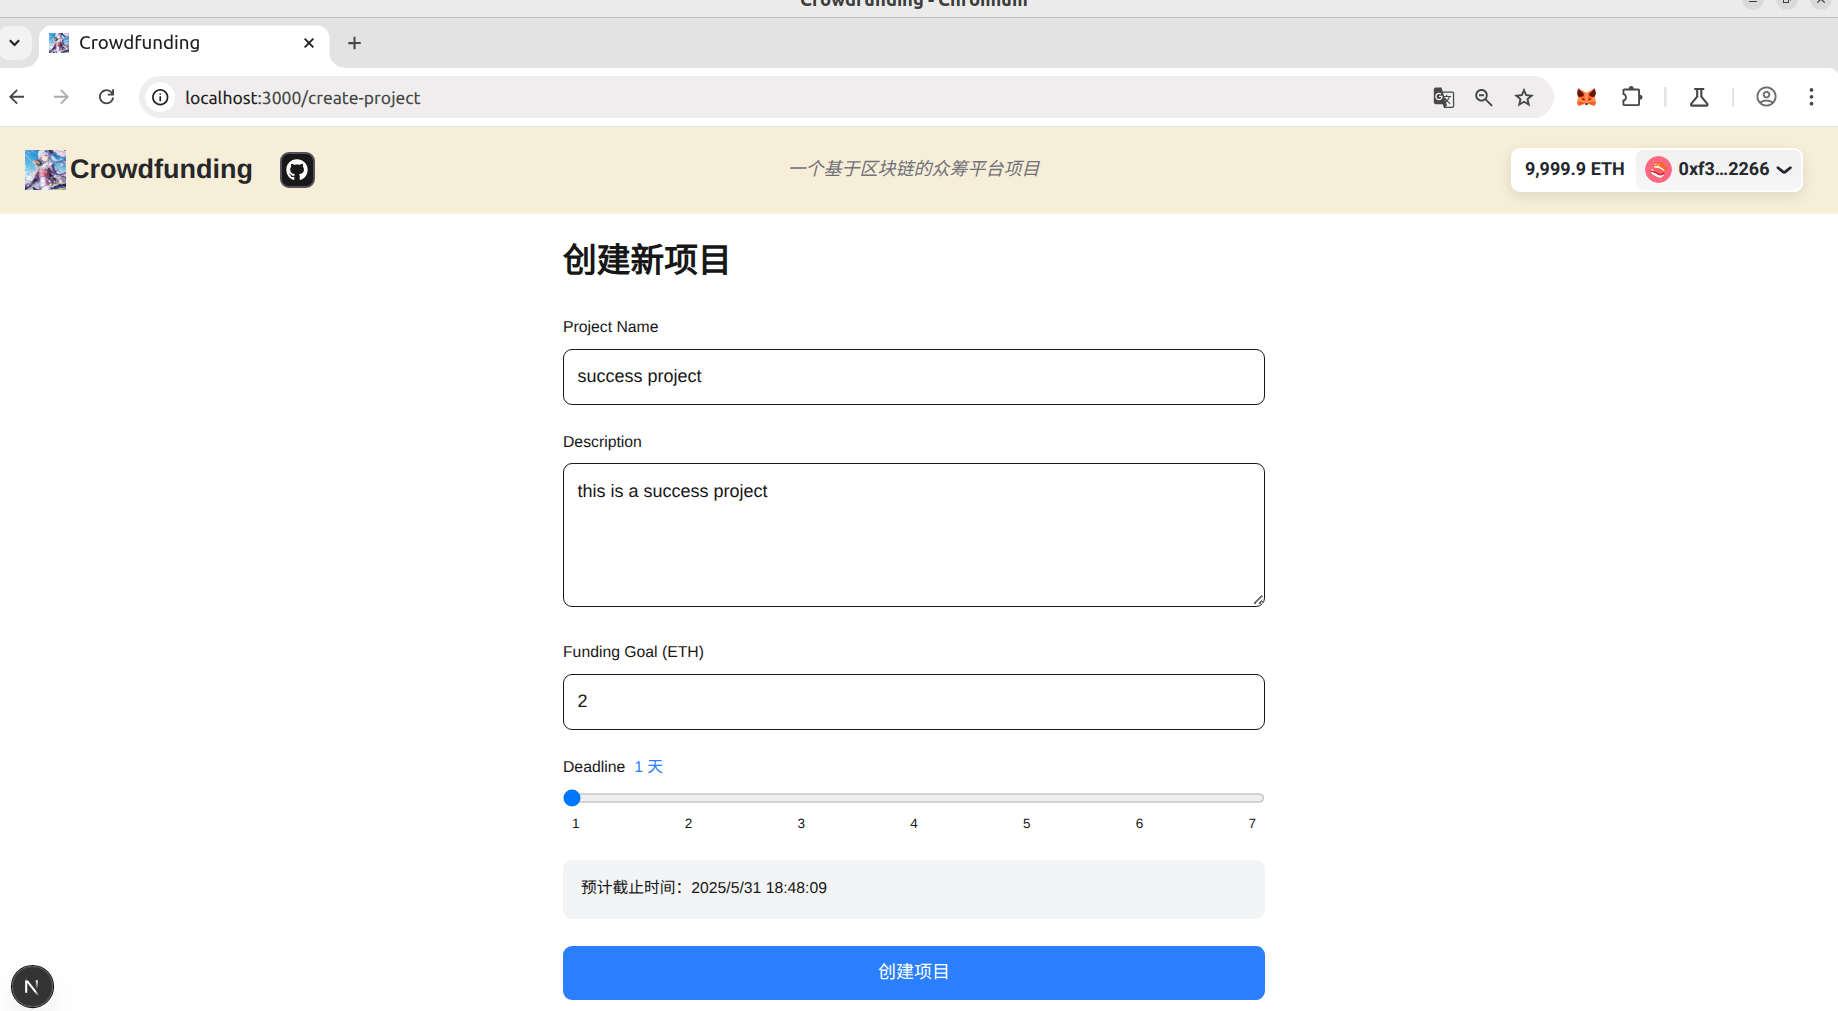 Crowdfunding - Chromium
Crowdfunding
localhost:3000/create-project
Crowdfunding
一个基于区块链的众筹平台项目
9,999.9 ETH
0xf3...2266
创建新项目
Project Name
success project
Description
this is a success project
Funding Goal (ETH)
2
Deadline 1 天
1 2 3 4 5 6 7
预计截止时间：2025/5/31 18:48:09
创建项目
N